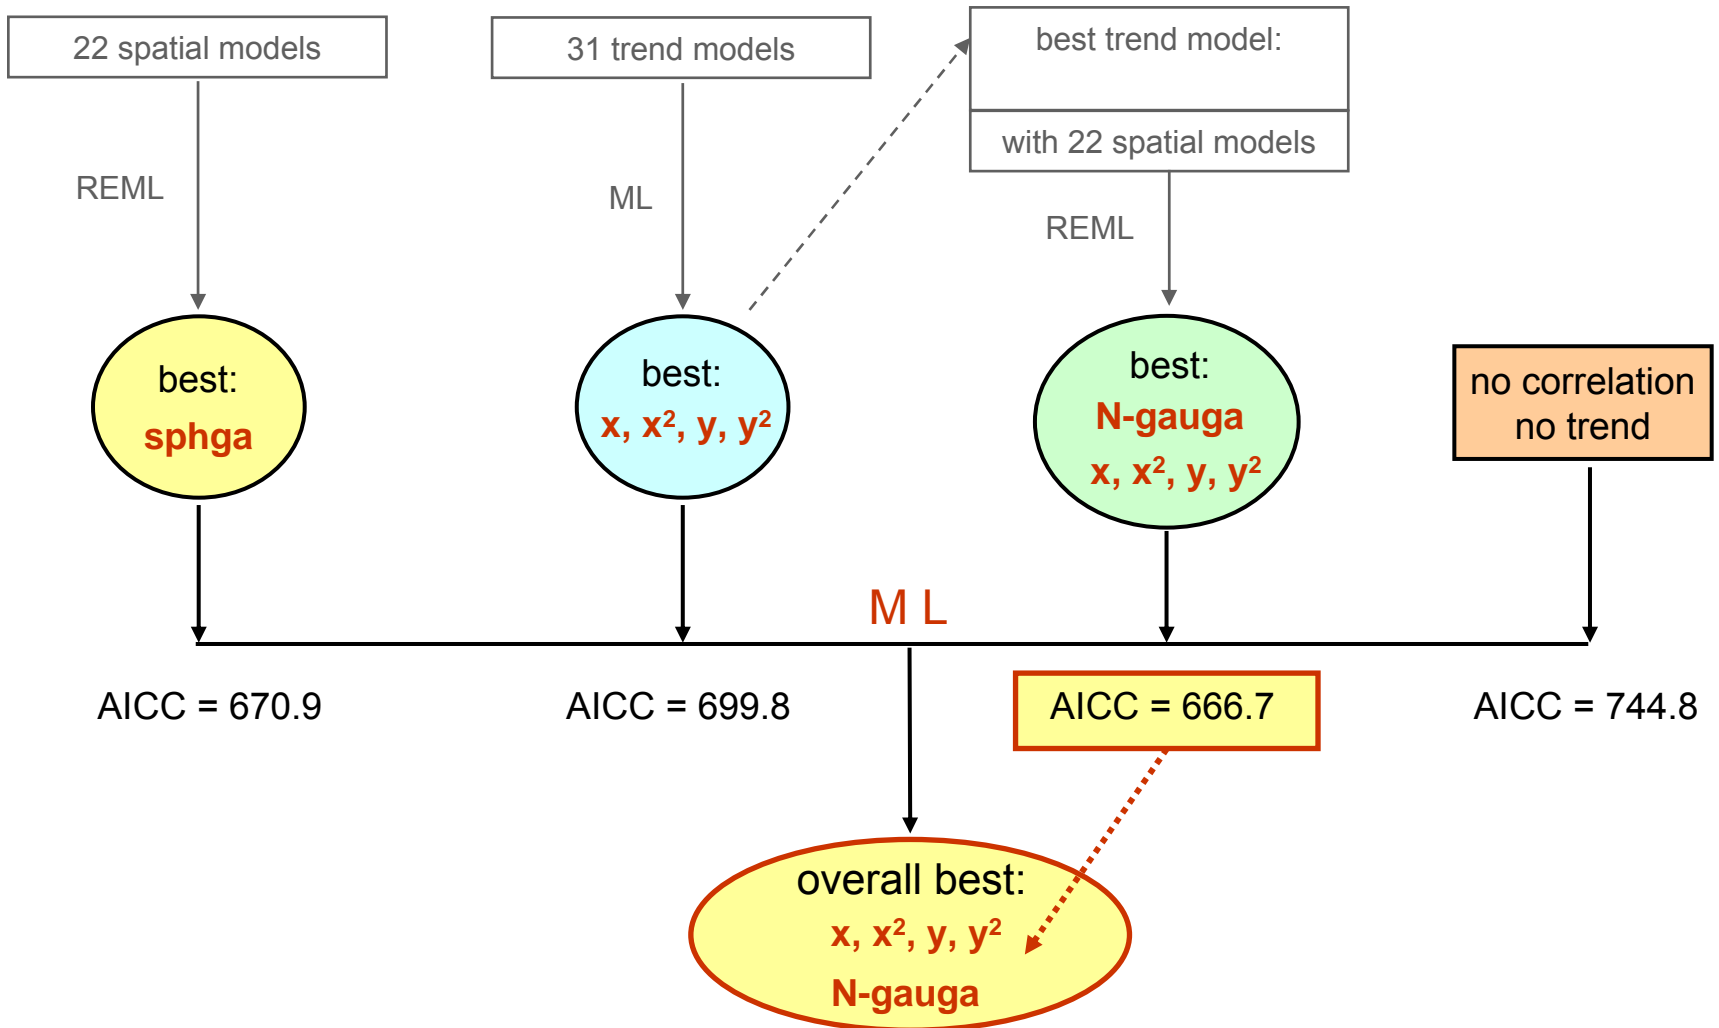 22 spatial models
31 trend models
best trend model:
with 22 spatial models
REML
ML
REML
best:
sphga
best:
x, x², y, y²
best:
N-gauga
x, x², y, y²
no correlation
no trend
M L
AICC = 670.9
AICC = 699.8
AICC = 666.7
AICC = 744.8
overall best:
x, x², y, y²
N-gauga